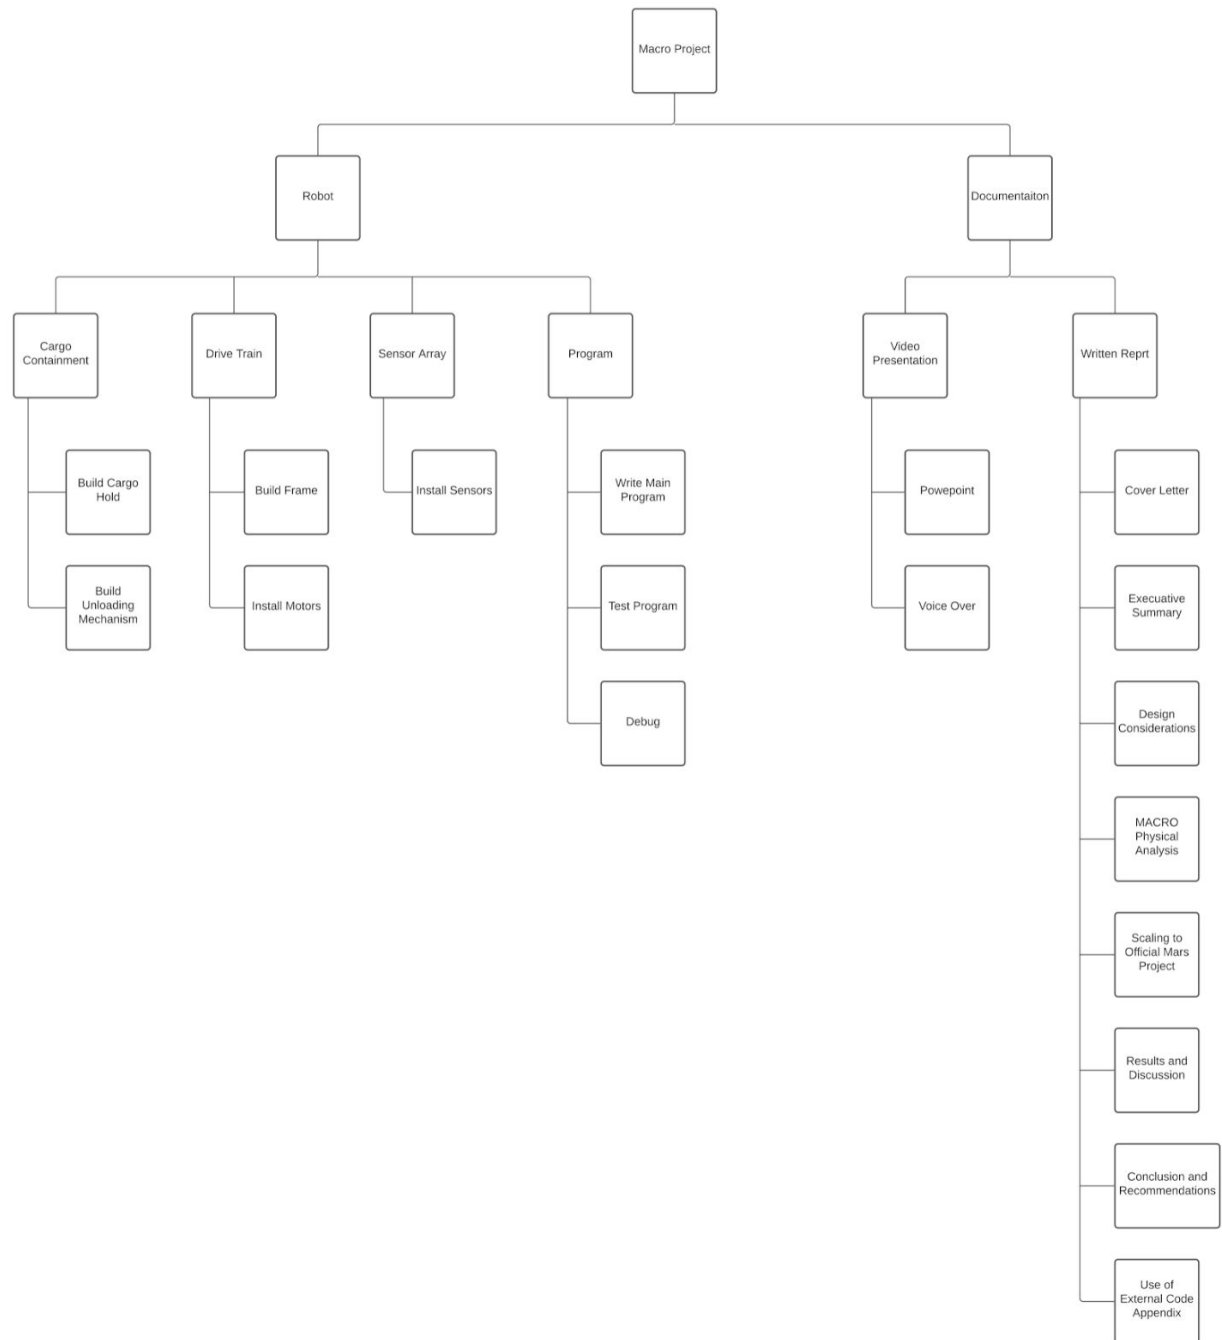 Macro Project
Robot
Documentaiton
Cargo
Containment
Drive Train
Sensor Array
Program
Video
Presentation
Written Reprt
Build Cargo
Hold
Build Frame
Install Sensors
Write Main
Program
Powepoint
Cover Letter
Build
Unloading
Mechanism
Install Motors
Test Program
Voice Over
Execuative
Summary
Debug
Design
Considerations
MACRO
Physical
Analysis
Scaling to
Official Mars
Project
Results and
Discussion
Conclusion and
Recommendations
Use of
External Code
Appendix